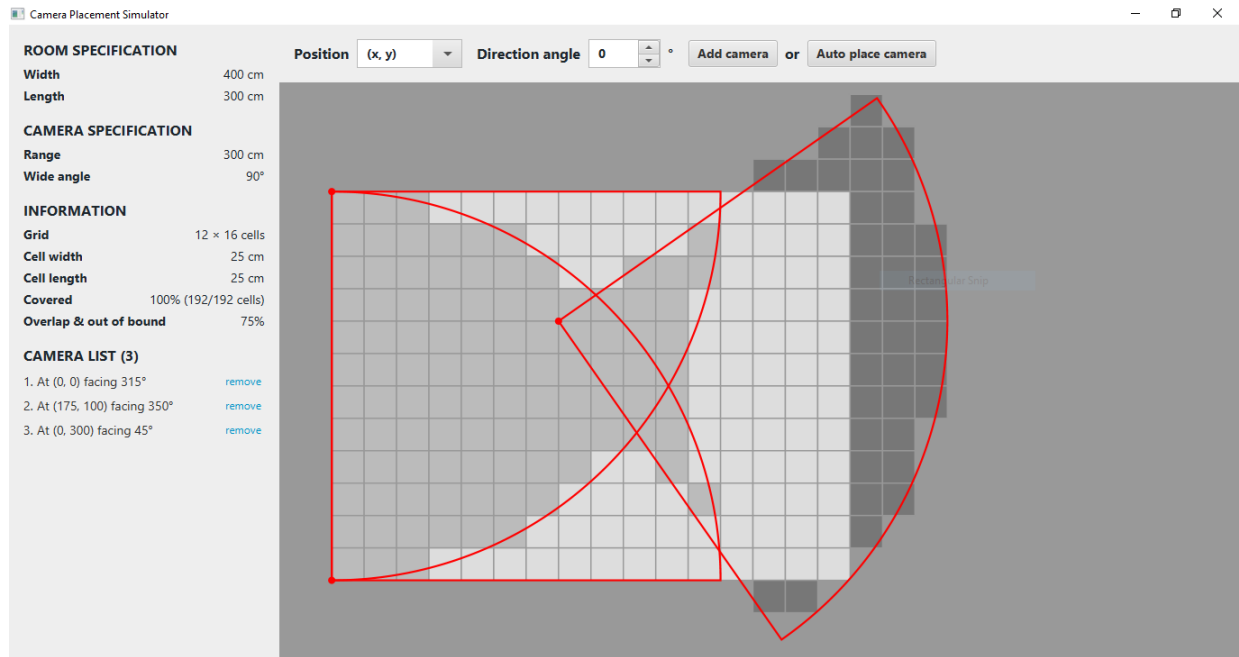 Camera Placement Simulator
ROOM SPECIFICATION
Width 400 cm
Length 300 cm
CAMERA SPECIFICATION
Range 300 cm
Wide angle 90°
INFORMATION
Grid 12 × 16 cells
Cell width 25 cm
Cell length 25 cm
Covered 100% (192/192 cells)
Overlap & out of bound 75%
CAMERA LIST (3)
1. At (0, 0) facing 315° remove
2. At (175, 100) facing 350° remove
3. At (0, 300) facing 45° remove
Position (x, y) Direction angle 0 ° Add camera or Auto place camera
Rectangular Snip